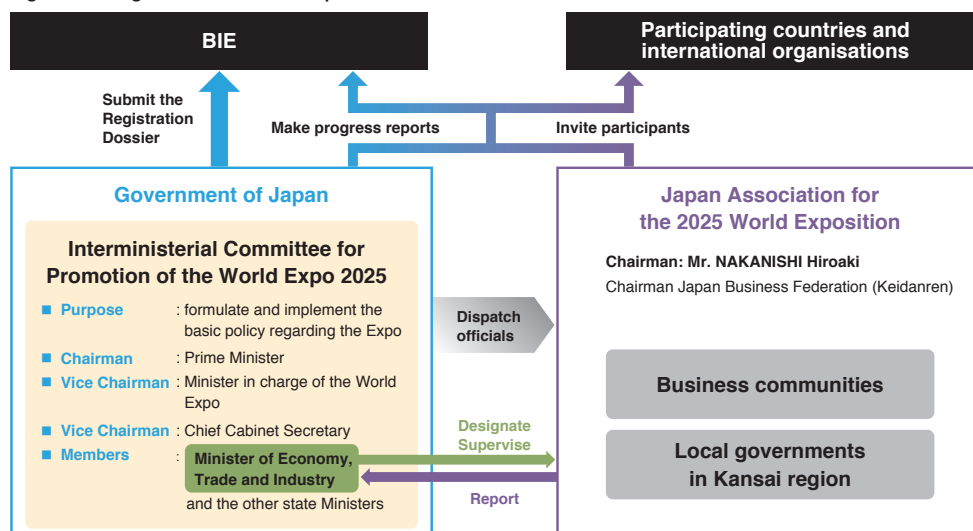 BIE
Participating countries and
international organisations
Submit the
Registration
Dossier
Make progress reports
Invite participants
Government of Japan
Interministerial Committee for
Promotion of the World Expo 2025
Purpose : formulate and implement the
basic policy regarding the Expo
Chairman : Prime Minister
Vice Chairman : Minister in charge of the World
Expo
Vice Chairman : Chief Cabinet Secretary
Members : Minister of Economy,
Trade and Industry
and the other state Ministers
Dispatch
officials
Designate
Supervise
Report
Japan Association for
the 2025 World Exposition
Chairman: Mr. NAKANISHI Hiroaki
Chairman Japan Business Federation (Keidanren)
Business communities
Local governments
in Kansai region